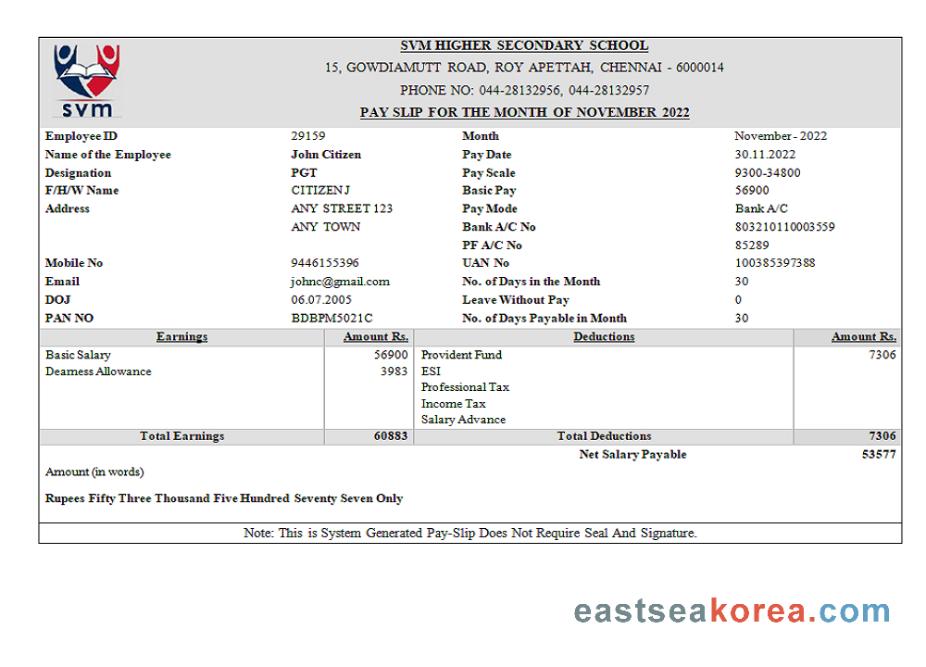 svm
SVM HIGHER SECONDARY SCHOOL
15, GOWDIAMUTT ROAD, ROY APETTAH, CHENNAI - 6000014
PHONE NO: 044-28132956, 044-28132957
PAY SLIP FOR THE MONTH OF NOVEMBER 2022
Employee ID 29159 Month November- 2022
Name of the Employee John Citizen Pay Date 30.11.2022
Designation PGT Pay Scale 9300-34800
F/H/W Name CITIZEN J Basic Pay 56900
Address ANY STREET 123 Pay Mode Bank A/C
ANY TOWN Bank A/C No 803210110003559
PF A/C No 85289
Mobile No 9446155396 UAN No 100385397388
Email johnc@gmail.com No. of Days in the Month 30
DOJ 06.07.2005 Leave Without Pay 0
PAN NO BDBPM5021C No. of Days Payable in Month 30
Earnings Amount Rs. Deductions Amount Rs.
Basic Salary 56900 Provident Fund 7306
Dearness Allowance 3983 ESI
Professional Tax
Income Tax
Salary Advance
Total Earnings 60883 Total Deductions 7306
Net Salary Payable 53577
Amount (in words)
Rupees Fifty Three Thousand Five Hundred Seventy Seven Only
Note: This is System Generated Pay-Slip Does Not Require Seal And Signature.
eastseakorea.com